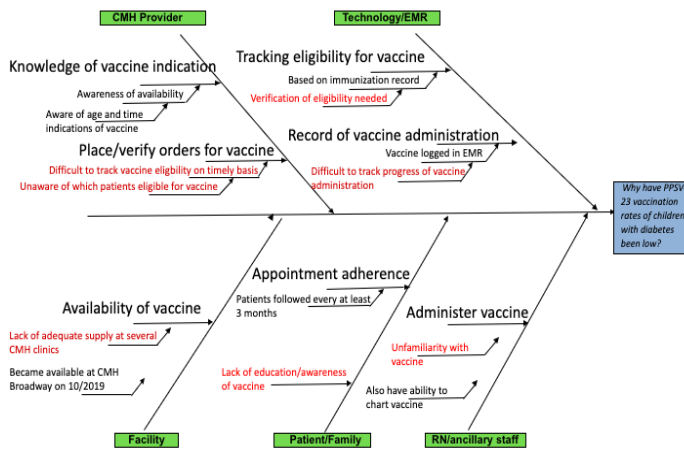 CMH Provider
Technology/EMR
Knowledge of vaccine indication
Awareness of availability
Aware of age and time
indications of vaccine
Place/verify orders for vaccine
Difficult to track vaccine eligbility on timely basis
Unaware of which patients eligible for vaccine
Tracking eligibility for vaccine
Based on immunization record
Verification of eligibility needed
Record of vaccine administration
Vaccine logged in EMR
Difficult to track progress of vaccine
administration
Why have PPSV
23 vaccination
rates of children
with diabetes
been low?
Availability of vaccine
Lack of adequate supply at several
CMH clinics
Became available at CMH
Broadway on 10/2019
Appointment adherence
Patients followed every at least
3 months
Lack of education/awareness
of vaccine
Administer vaccine
Unfamiliarity with
vaccine
Also have ability to
chart vaccine
Facility
Patient/Family
RN/ancillary staff